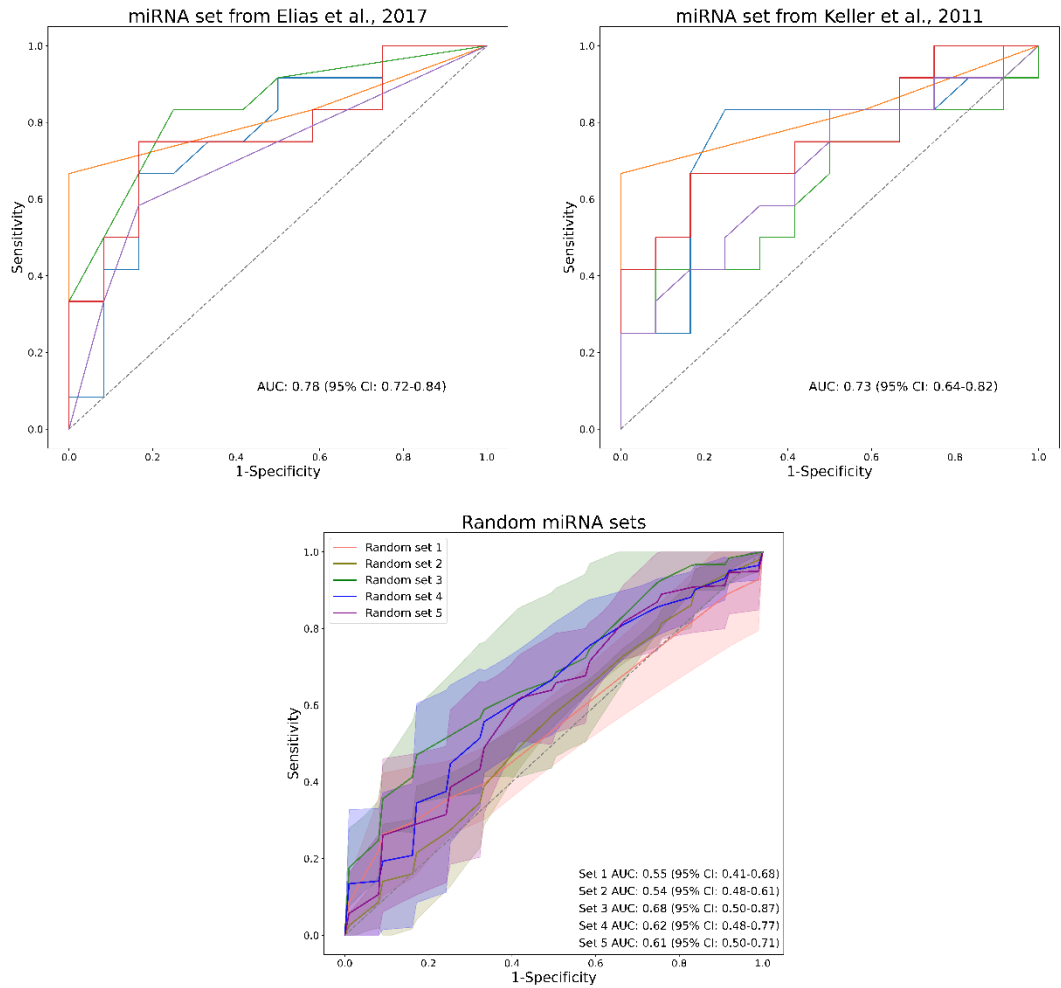 miRNA set from Elias et al., 2017
1.0
0.8
0.6
0.4
0.2
0.0
Sensitivity
AUC: 0.78 (95% CI: 0.72-0.84)
0.0 0.2 0.4 0.6 0.8 1.0
1-Specificity
miRNA set from Keller et al., 2011
1.0
0.8
0.6
0.4
0.2
0.0
Sensitivity
AUC: 0.73 (95% CI: 0.64-0.82)
0.0 0.2 0.4 0.6 0.8 1.0
1-Specificity
Random miRNA sets
Random set 1
Random set 2
Random set 3
Random set 4
Random set 5
1.0
0.8
0.6
0.4
0.2
0.0
Sensitivity
Set 1 AUC: 0.55 (95% CI: 0.41-0.68)
Set 2 AUC: 0.54 (95% CI: 0.48-0.61)
Set 3 AUC: 0.68 (95% CI: 0.50-0.87)
Set 4 AUC: 0.62 (95% CI: 0.48-0.77)
Set 5 AUC: 0.61 (95% CI: 0.50-0.71)
0.0 0.2 0.4 0.6 0.8 1.0
1-Specificity